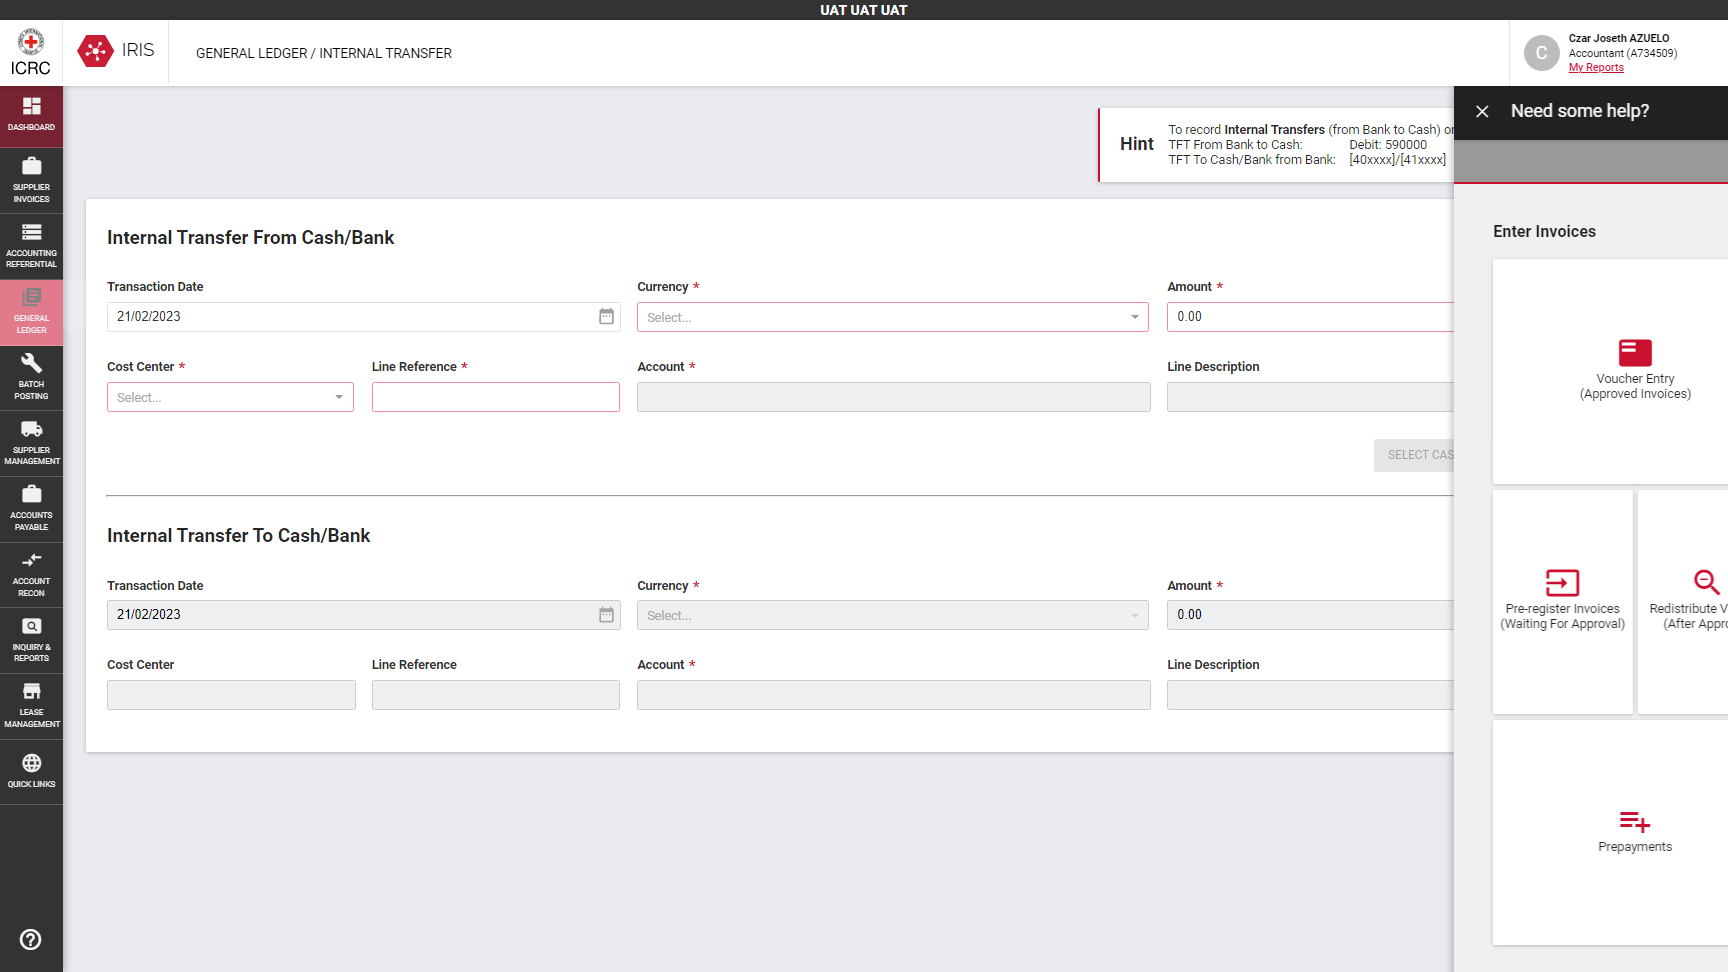 UAT UAT UAT
ICRC
IRIS
GENERAL LEDGER / INTERNAL TRANSFER
C
Czar Joseth AZUELO
Accountant (A734509)
My Reports
DASHBOARD
SUPPLIER
INVOICES
ACCOUNTING
REFERENTIAL
GENERAL
LEDGER
BATCH
POSTING
SUPPLIER
MANAGEMENT
ACCOUNTS
PAYABLE
ACCOUNT
RECON
INQUIRY &
REPORTS
LEASE
MANAGEMENT
QUICK LINKS
Hint
To record Internal Transfers (from Bank to Cash) or
TFT From Bank to Cash: Debit: 590000
TFT To Cash/Bank from Bank: [40xxxx]/[41xxxx]
Internal Transfer From Cash/Bank
Transaction Date
Currency *
Amount *
21/02/2023
Select...
0.00
Cost Center *
Line Reference *
Account *
Line Description
Select...
SELECT CAS
Internal Transfer To Cash/Bank
Transaction Date
Currency *
Amount *
21/02/2023
Select...
0.00
Cost Center
Line Reference
Account *
Line Description
Need some help?
Enter Invoices
Voucher Entry
(Approved Invoices)
Pre-register Invoices
(Waiting For Approval)
Redistribute V
(After Appro
Prepayments